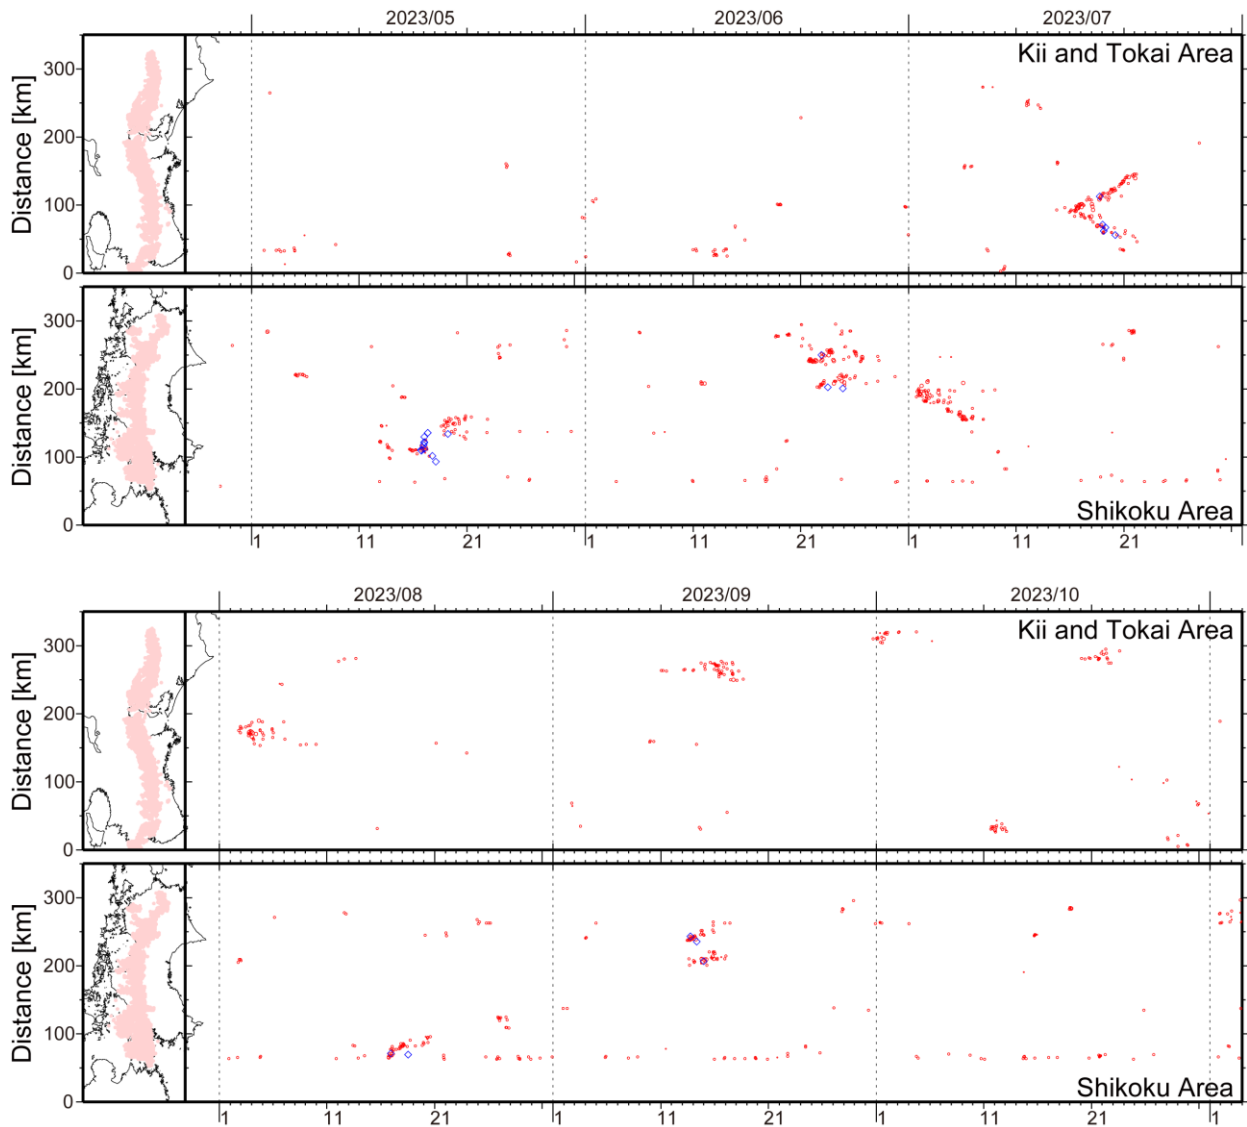 2023/05 2023/06 2023/07
Kii and Tokai Area
Distance [km]
300
200
100
0
Distance [km]
300
200
100
0
Shikoku Area
1 11 21 1 11 21 1 11 21
2023/08 2023/09 2023/10
Kii and Tokai Area
Distance [km]
300
200
100
0
Distance [km]
300
200
100
0
Shikoku Area
1 11 21 1 11 21 1 11 21 1